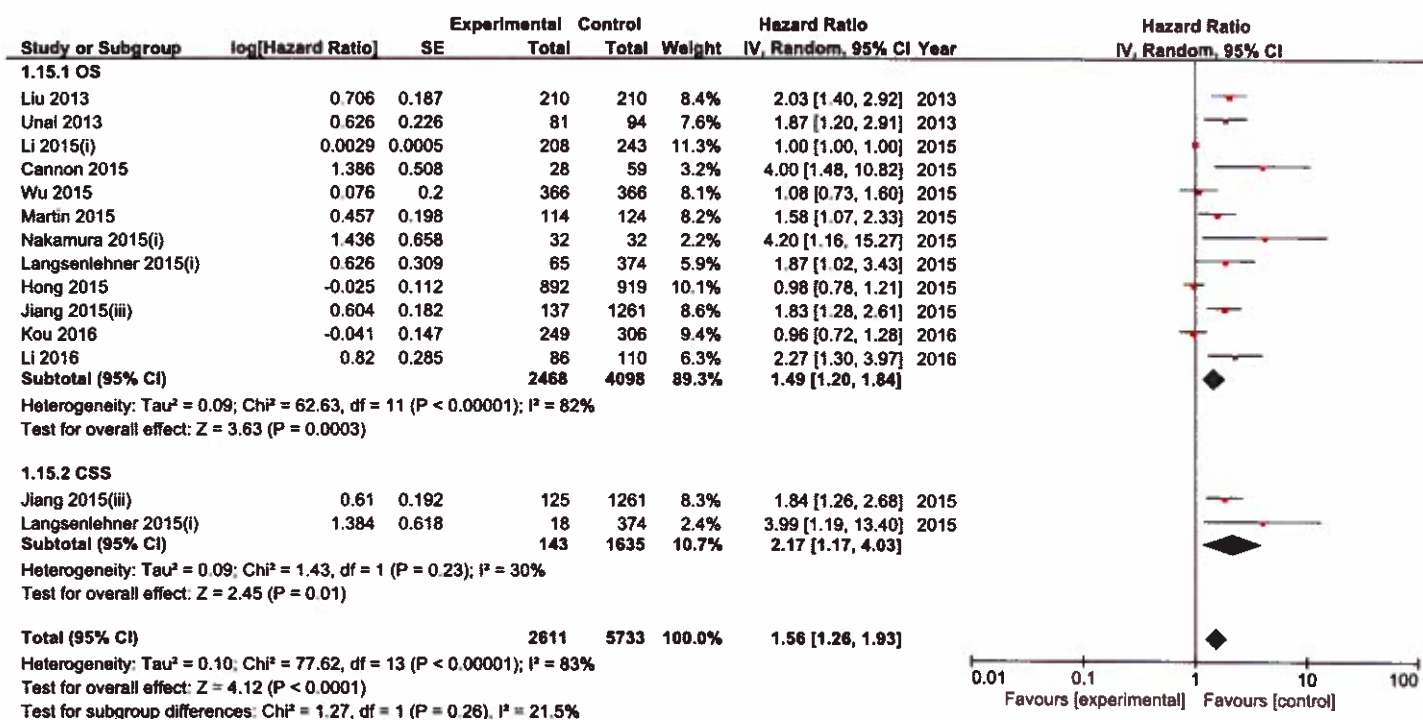 Experimental Control Hazard Ratio Hazard Ratio
Study or Subgroup log[Hazard Ratio] SE Total Total Weight IV, Random, 95% CI Year IV, Random, 95% CI
1.15.1 OS
Liu 2013 0.706 0.187 210 210 8.4% 2.03 [1.40, 2.92] 2013
Unal 2013 0.626 0.226 81 94 7.6% 1.87 [1.20, 2.91] 2013
Li 2015(i) 0.0029 0.0005 208 243 11.3% 1.00 [1.00, 1.00] 2015
Cannon 2015 1.386 0.508 28 59 3.2% 4.00 [1.48, 10.82] 2015
Wu 2015 0.076 0.2 366 366 8.1% 1.08 [0.73, 1.60] 2015
Martin 2015 0.457 0.198 114 124 8.2% 1.58 [1.07, 2.33] 2015
Nakamura 2015(i) 1.436 0.658 32 32 2.2% 4.20 [1.16, 15.27] 2015
Langsenlehner 2015(i) 0.626 0.309 65 374 5.9% 1.87 [1.02, 3.43] 2015
Hong 2015 -0.025 0.112 892 919 10.1% 0.98 [0.78, 1.21] 2015
Jiang 2015(iii) 0.604 0.182 137 1261 8.6% 1.83 [1.28, 2.61] 2015
Kou 2016 -0.041 0.147 249 306 9.4% 0.96 [0.72, 1.28] 2016
Li 2016 0.82 0.285 86 110 6.3% 2.27 [1.30, 3.97] 2016
Subtotal (95% CI) 2468 4098 89.3% 1.49 [1.20, 1.84]
Heterogeneity: Tau² = 0.09; Chi² = 62.63, df = 11 (P < 0.00001); I² = 82%
Test for overall effect: Z = 3.63 (P = 0.0003)
1.15.2 CSS
Jiang 2015(iii) 0.61 0.192 125 1261 8.3% 1.84 [1.26, 2.68] 2015
Langsenlehner 2015(i) 1.384 0.618 18 374 2.4% 3.99 [1.19, 13.40] 2015
Subtotal (95% CI) 143 1635 10.7% 2.17 [1.17, 4.03]
Heterogeneity: Tau² = 0.09; Chi² = 1.43, df = 1 (P = 0.23); I² = 30%
Test for overall effect: Z = 2.45 (P = 0.01)
Total (95% CI) 2611 5733 100.0% 1.56 [1.26, 1.93]
Heterogeneity: Tau² = 0.10; Chi² = 77.62, df = 13 (P < 0.00001); I² = 83%
Test for overall effect: Z = 4.12 (P < 0.0001)
Test for subgroup differences: Chi² = 1.27, df = 1 (P = 0.26), I² = 21.5%
0.01 0.1 1 10 100
Favours [experimental] Favours [control]